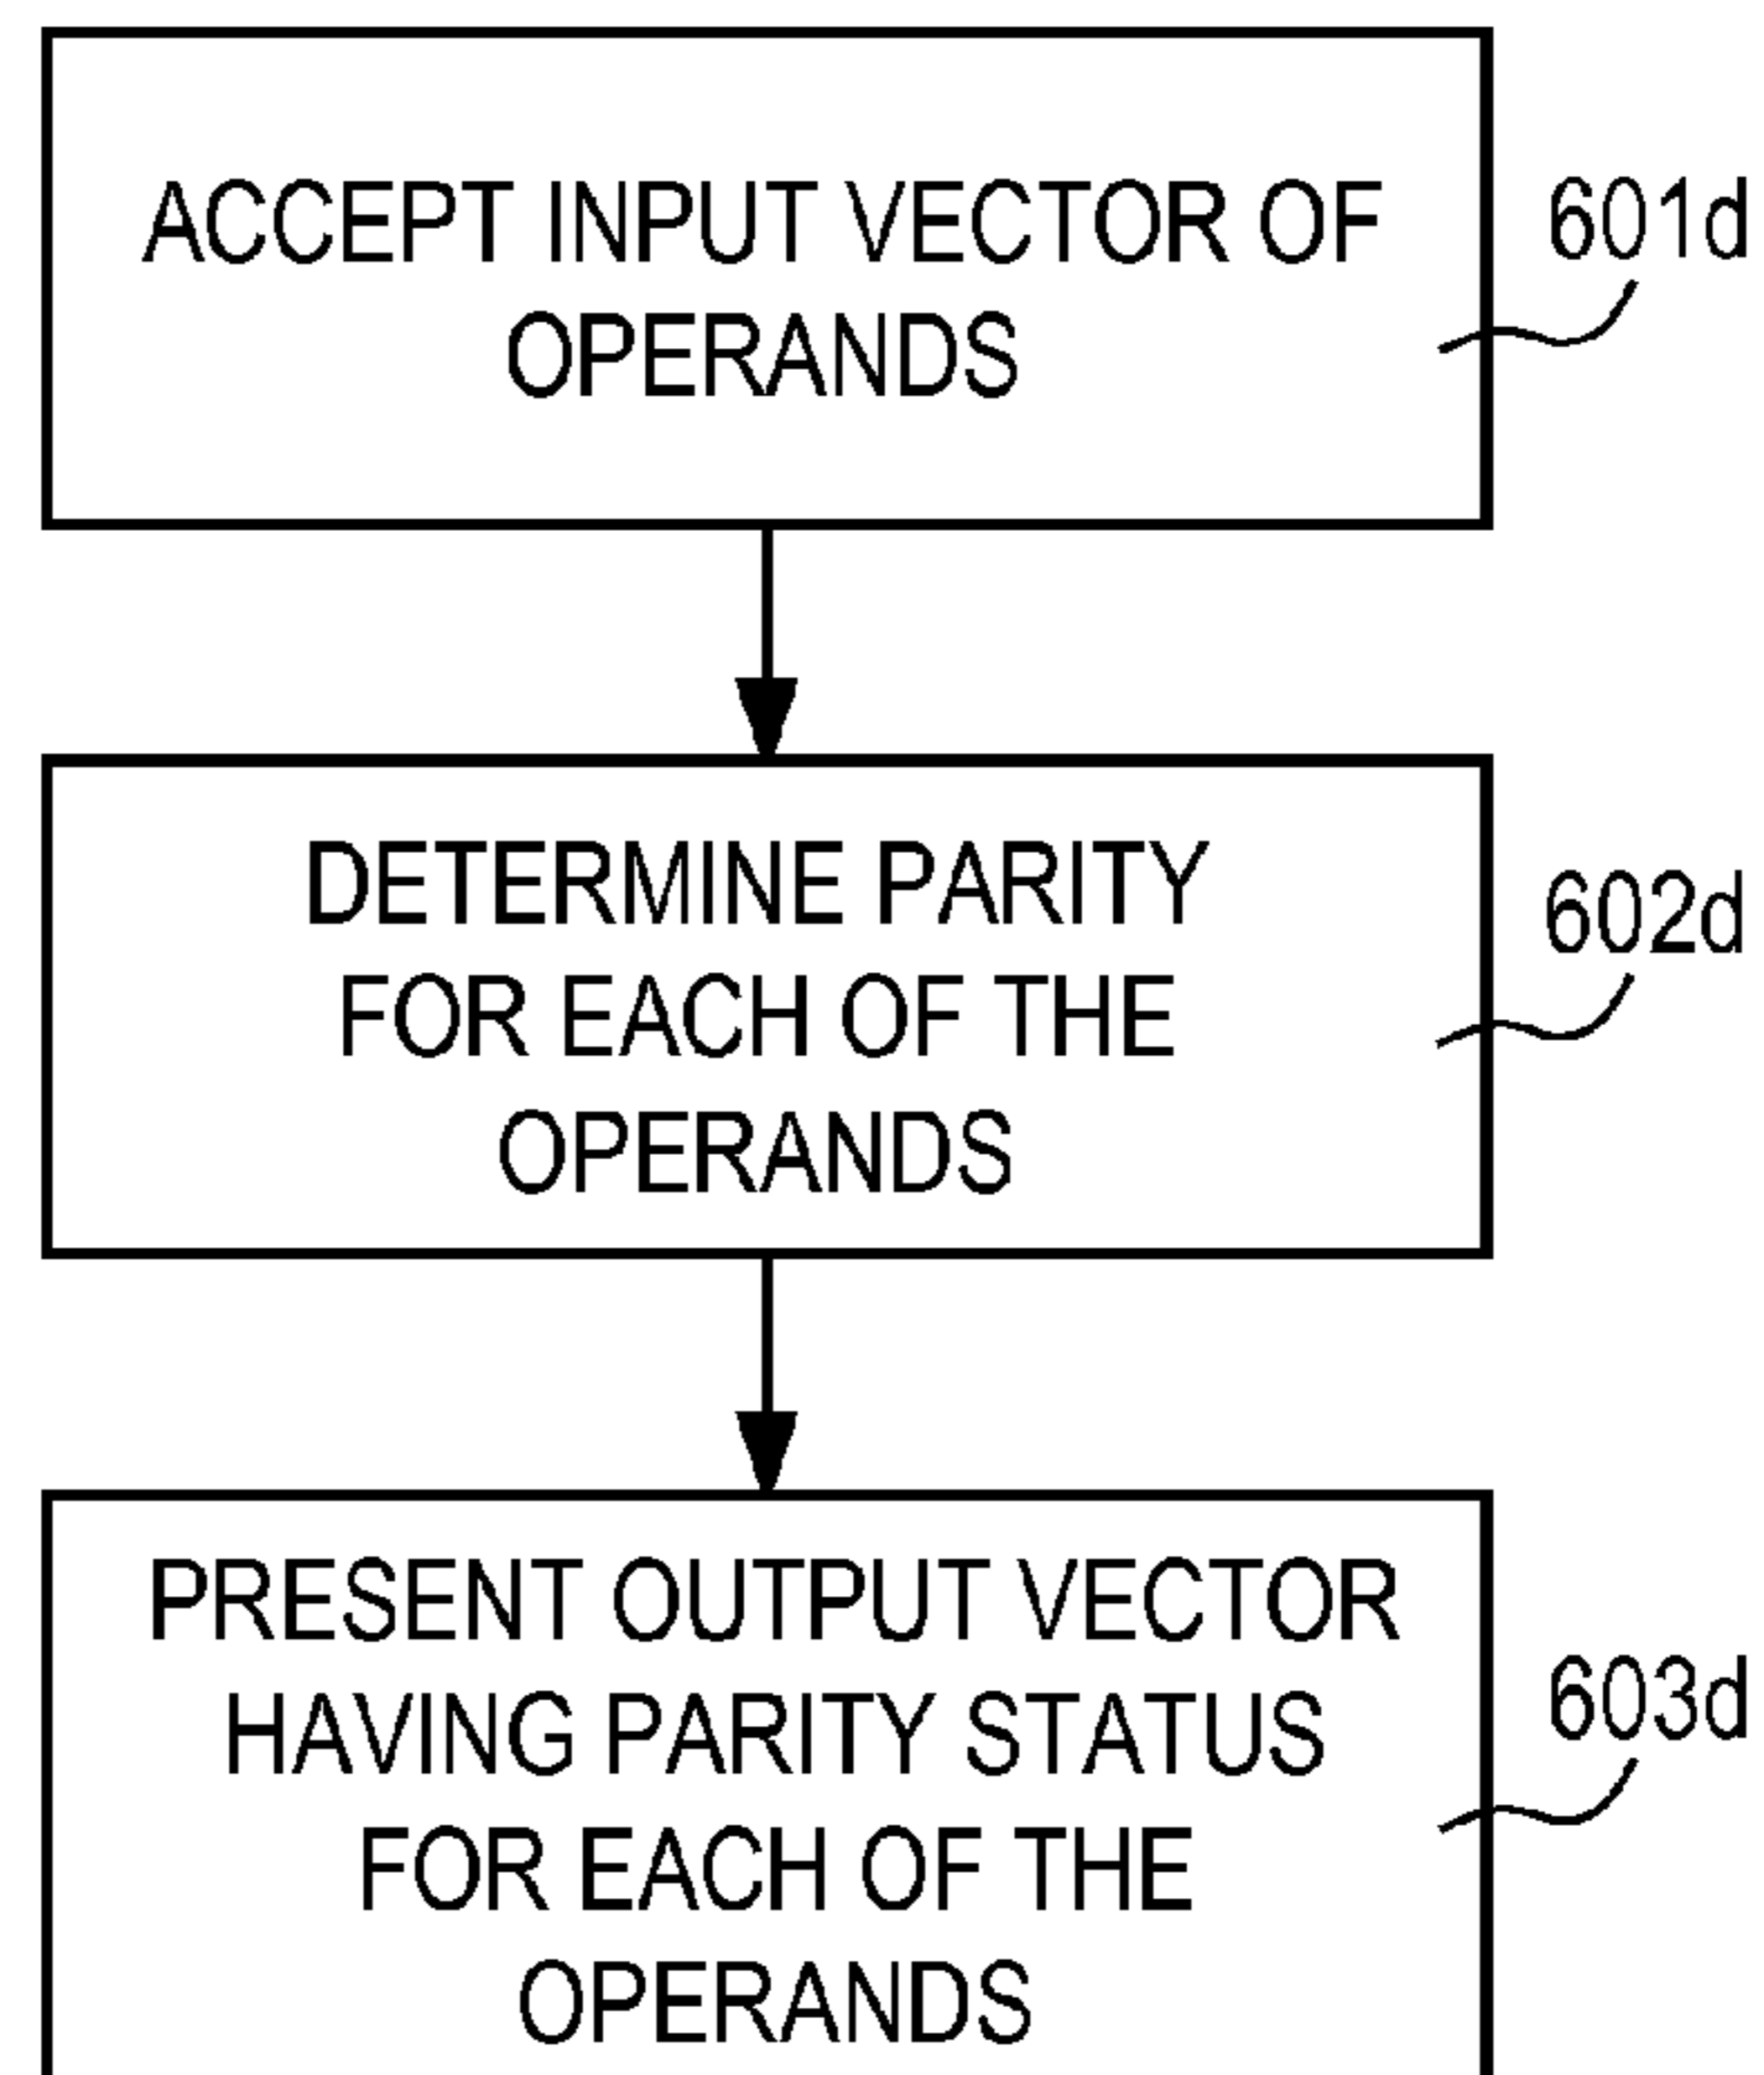 ACCEPT INPUT VECTOR OF
OPERANDS
601d
DETERMINE PARITY
FOR EACH OF THE
OPERANDS
602d
PRESENT OUTPUT VECTOR
HAVING PARITY STATUS
FOR EACH OF THE
OPERANDS
603d